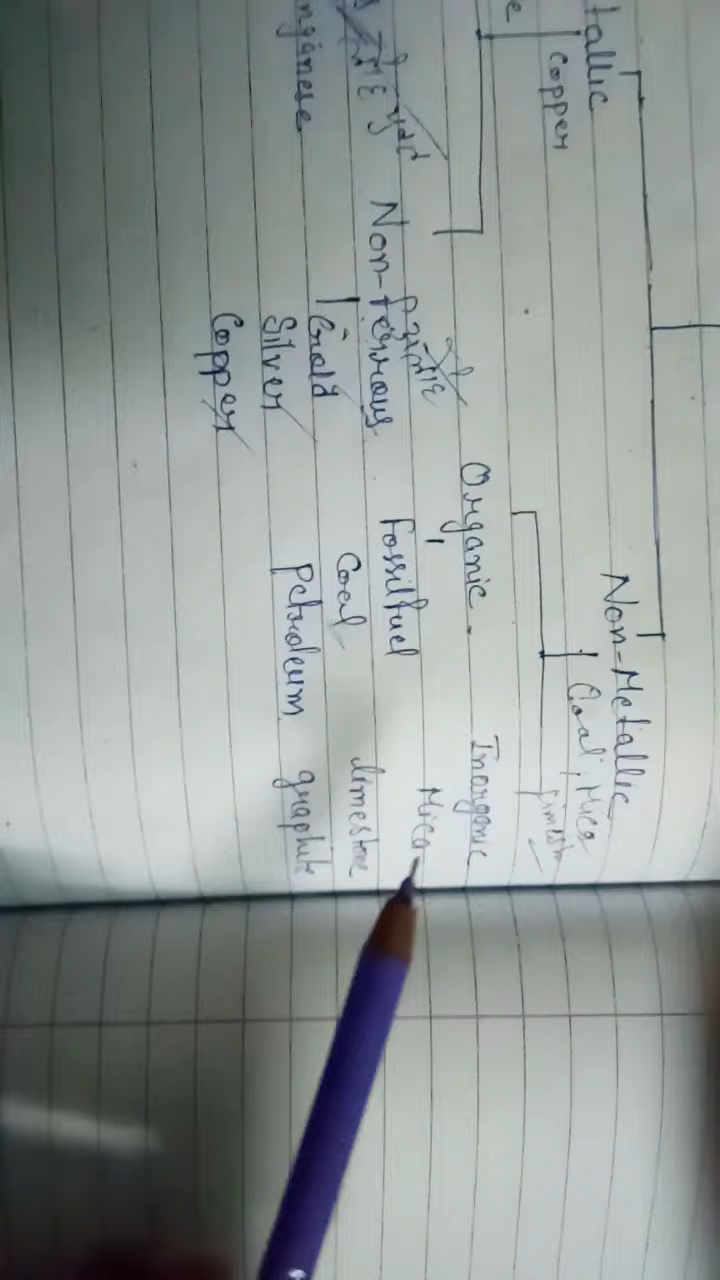 tallic
Non-Metallic
Copper
Coal, Mica
Limesto
e
Organic
Inorganic
Non-ferrous
Fossil fuel
Mica
nganese
Gold
Coal
limestone
Silver
Petroleum
graphite
Copper